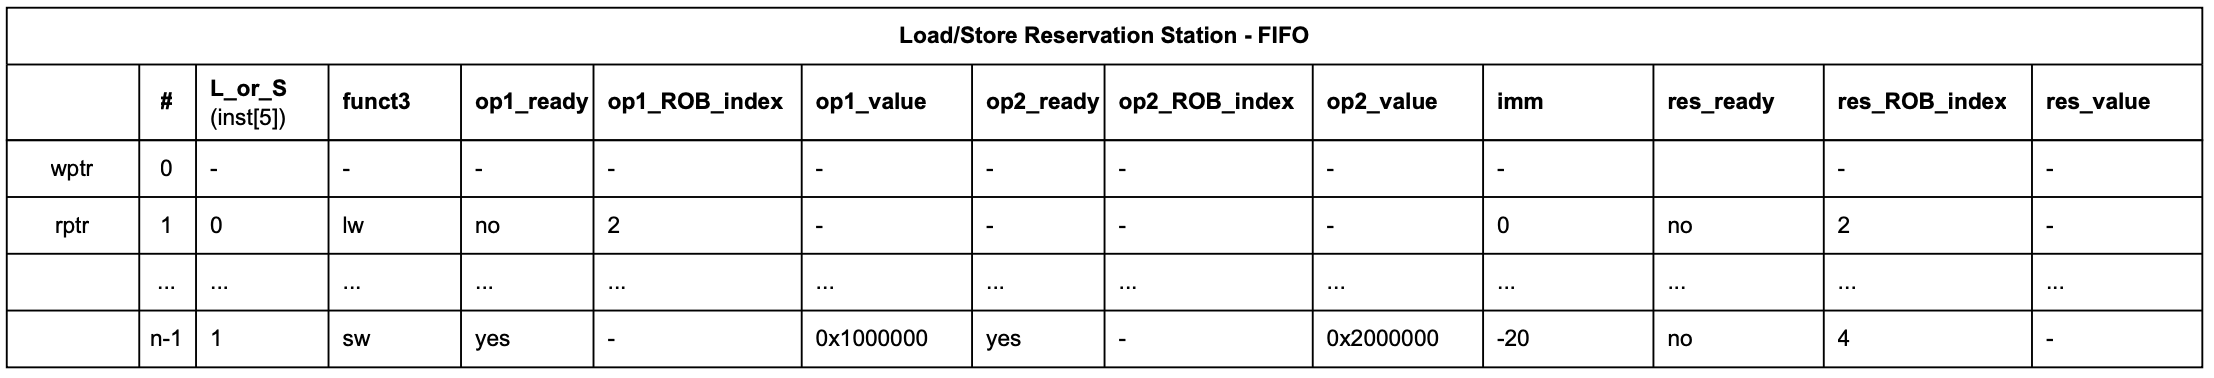 Load/Store Reservation Station - FIFO
# L_or_S (inst[5]) funct3 op1_ready op1_ROB_index op1_value op2_ready op2_ROB_index op2_value imm res_ready res_ROB_index res_value
wptr 0 - - - - - - - - - - -
rptr 1 0 lw no 2 - - - - 0 no 2 -
... ... ... ... ... ... ... ... ... ... ... ... ...
n-1 1 sw yes - 0x1000000 yes - 0x2000000 -20 no 4 -